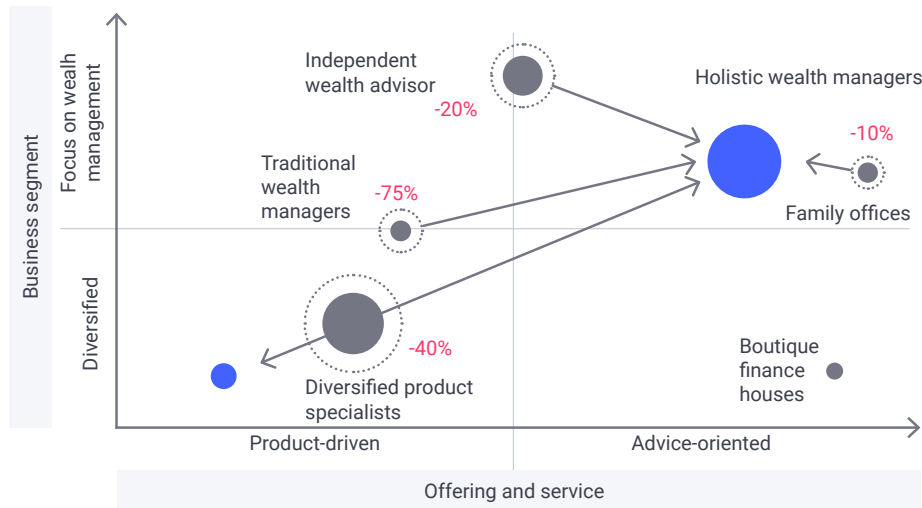 Business segment
Focus on wealh
management
Diversified
Independent
wealth advisor
-20%
Holistic wealth managers
-10%
Family offices
Traditional
wealth
managers
-75%
-40%
Diversified product
specialists
Boutique
finance
houses
Product-driven
Advice-oriented
Offering and service